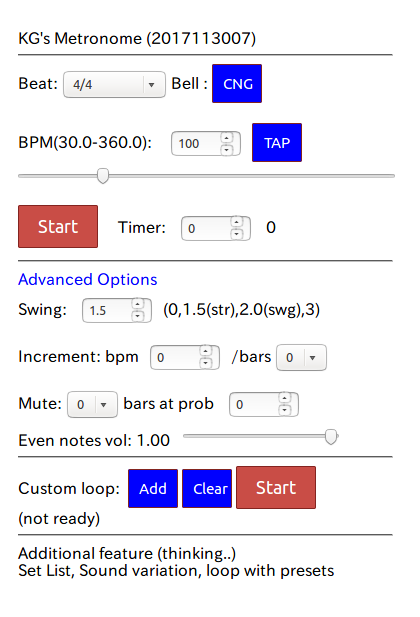 KG's Metronome (2017113007)
Beat: 4/4 Bell : CNG
BPM(30.0-360.0): 100 TAP
Start Timer: 0 0
Advanced Options
Swing: 1.5 (0,1.5(str),2.0(swg),3)
Increment: bpm 0 /bars 0
Mute: 0 bars at prob 0
Even notes vol: 1.00
Custom loop: Add Clear Start
(not ready)
Additional feature (thinking..)
Set List, Sound variation, loop with presets